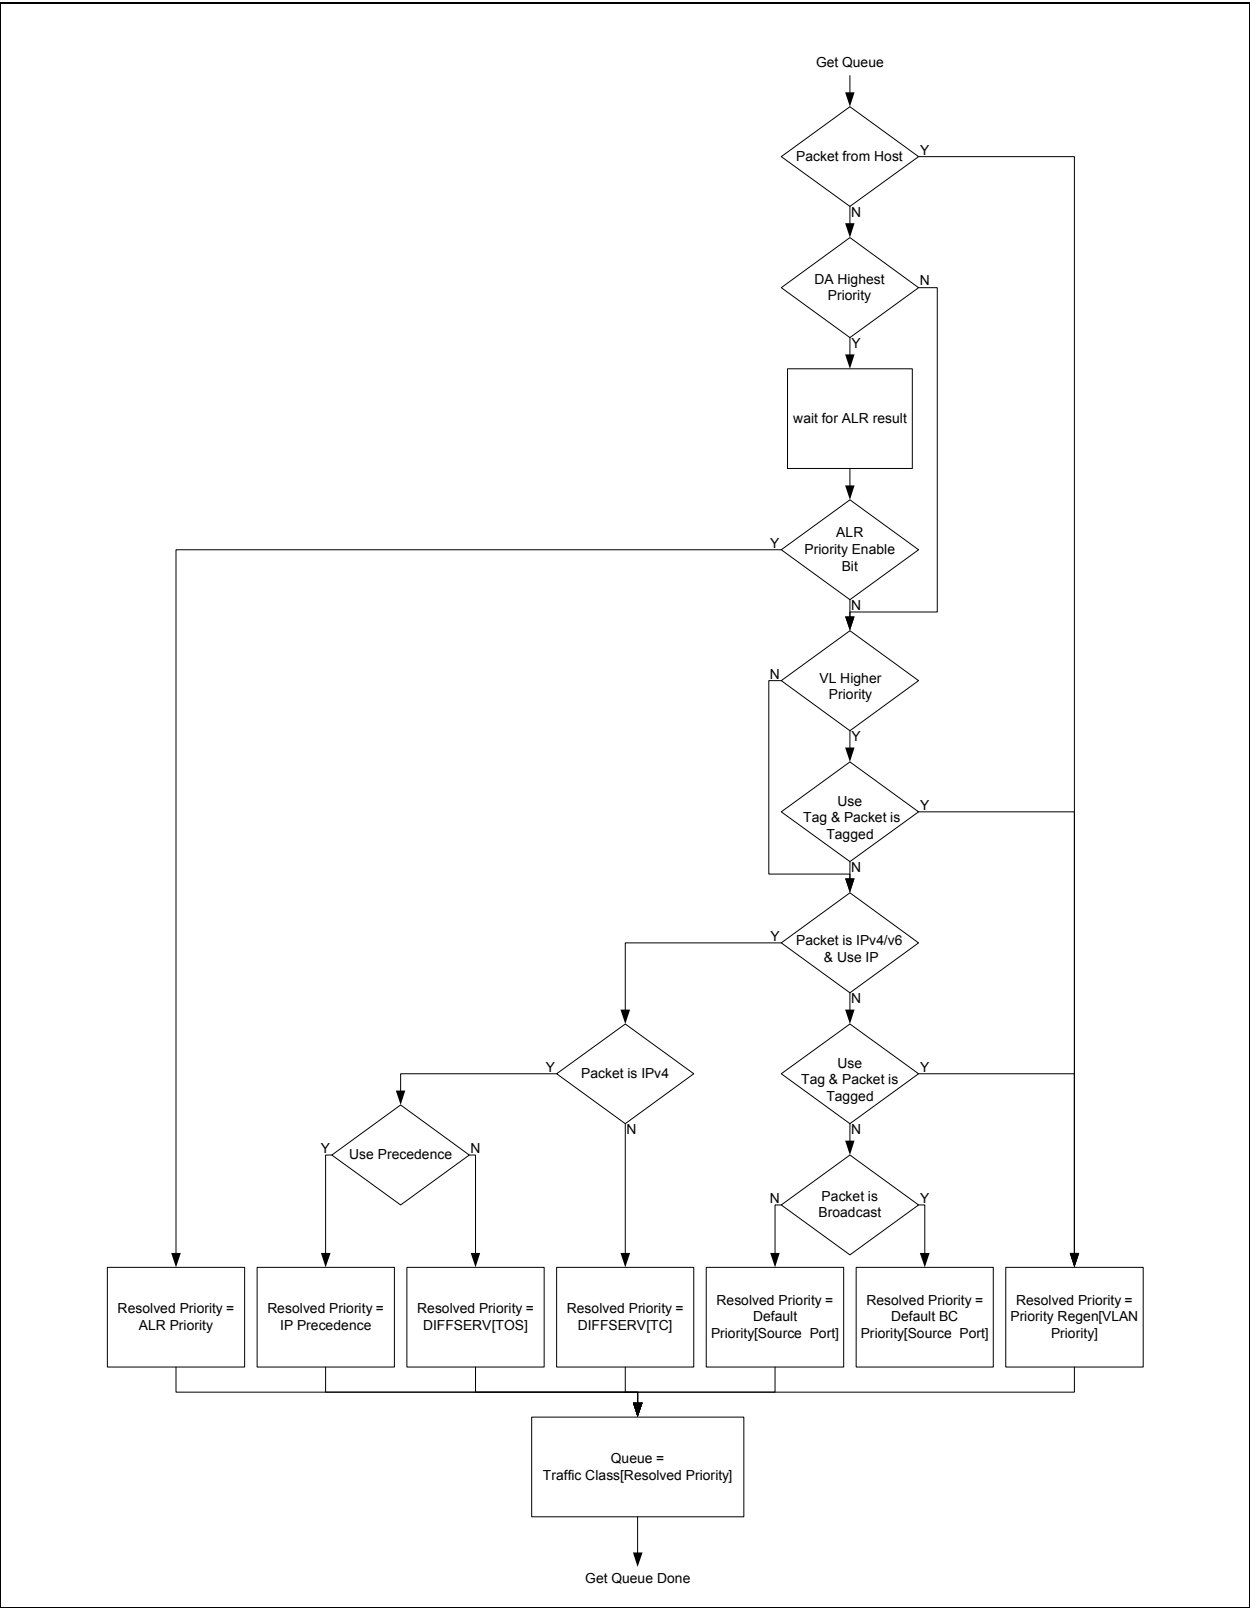 Get Queue
Packet from Host
Y
N
DA Highest
Priority
N
Y
wait for ALR result
ALR
Priority Enable
Bit
Y
N
VL Higher
Priority
N
Y
Use
Tag & Packet is
Tagged
Y
N
Packet is IPv4/v6
& Use IP
Y
N
Packet is IPv4
Y
N
Use
Tag & Packet is
Tagged
Y
N
Use Precedence
Y
N
Packet is
Broadcast
N
Y
Resolved Priority =
ALR Priority
Resolved Priority =
IP Precedence
Resolved Priority =
DIFFSERV[TOS]
Resolved Priority =
DIFFSERV[TC]
Resolved Priority =
Default
Priority[Source Port]
Resolved Priority =
Default BC
Priority[Source Port]
Resolved Priority =
Priority Regen[VLAN
Priority]
Queue =
Traffic Class[Resolved Priority]
Get Queue Done